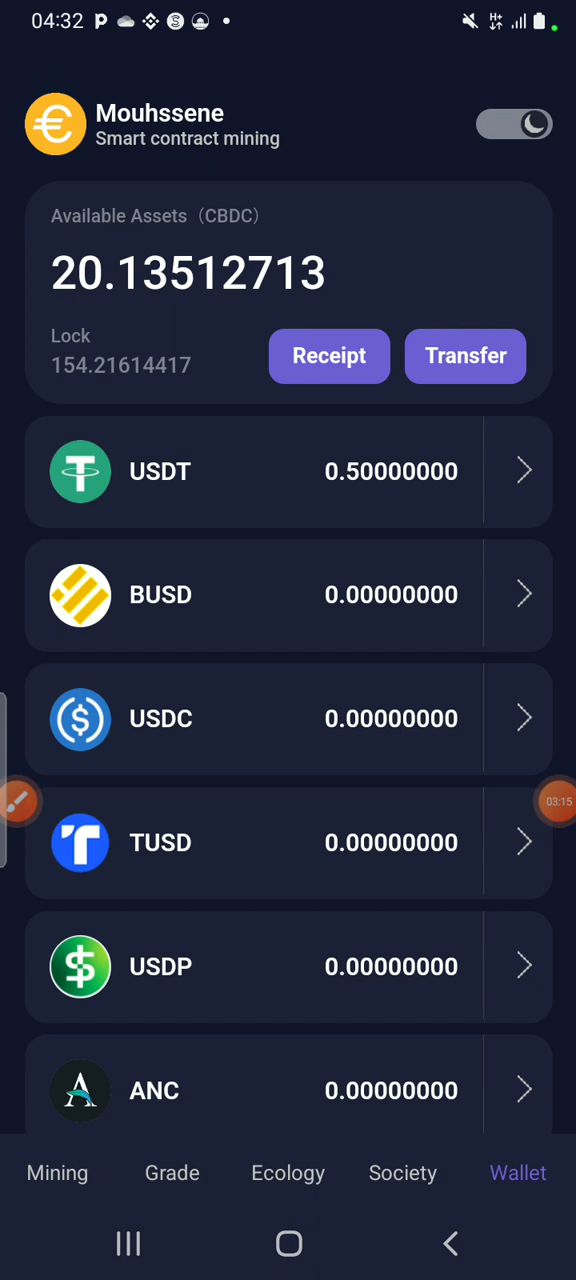 04:32
Mouhssene
Smart contract mining
Available Assets（CBDC）
20.13512713
Lock
154.21614417
Receipt
Transfer
USDT 0.50000000
BUSD 0.00000000
USDC 0.00000000
03:15
TUSD 0.00000000
USDP 0.00000000
ANC 0.00000000
Mining Grade Ecology Society Wallet